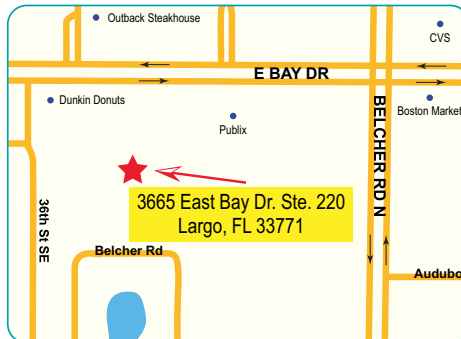 Outback Steakhouse
CVS
E BAY DR
Dunkin Donuts
Boston Market
Publix
BELCHER RD N
3665 East Bay Dr. Ste. 220
Largo, FL 33771
36th St SE
Belcher Rd
Audubo